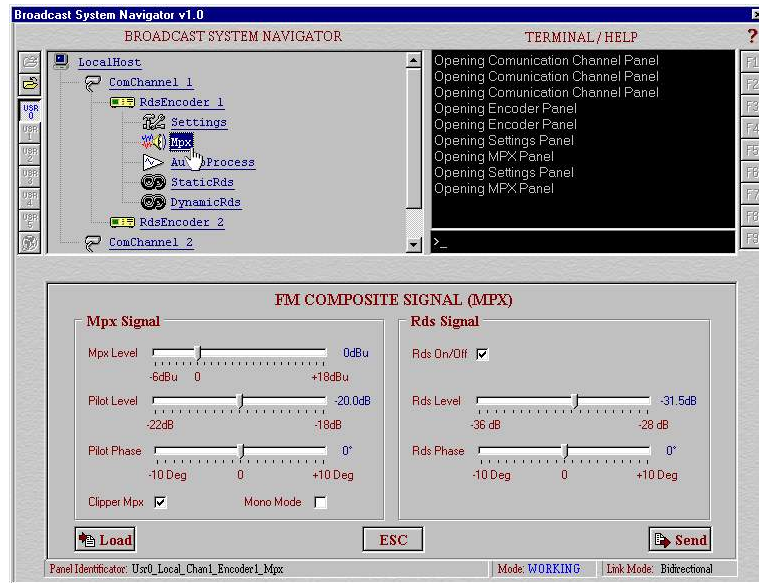 Broadcast System Navigator v1.0
BROADCAST SYSTEM NAVIGATOR
LocalHost
ComChannel 1
RdsEncoder 1
Settings
Mpx
StaticRds
DynamicRds
RdsEncoder 2
ComChannel 2
USR 0
USR 1
USR 2
USR 3
USR 4
USR 5
TERMINAL / HELP
?
Opening Comunication Channel Panel
Opening Comunication Channel Panel
Opening Comunication Channel Panel
Opening Encoder Panel
Opening Encoder Panel
Opening Settings Panel
Opening MPX Panel
Opening Settings Panel
Opening MPX Panel
>_
F1
F2
F3
F4
F5
F6
F7
F8
F9
FM COMPOSITE SIGNAL (MPX)
Mpx Signal
Mpx Level 0dBu
-6dBu 0 +18dBu
Pilot Level -20.0dB
-22dB -18dB
Pilot Phase 0°
-10 Deg 0 +10 Deg
Clipper Mpx Mono Mode
Rds Signal
Rds On/Off
Rds Level -31.5dB
-36 dB -28 dB
Rds Phase 0°
-10 Deg 0 +10 Deg
Load ESC Send
Panel Identificator: Usr0_Local_Chan1_Encoder1_Mpx Mode: WORKING Link Mode: Bidirectional